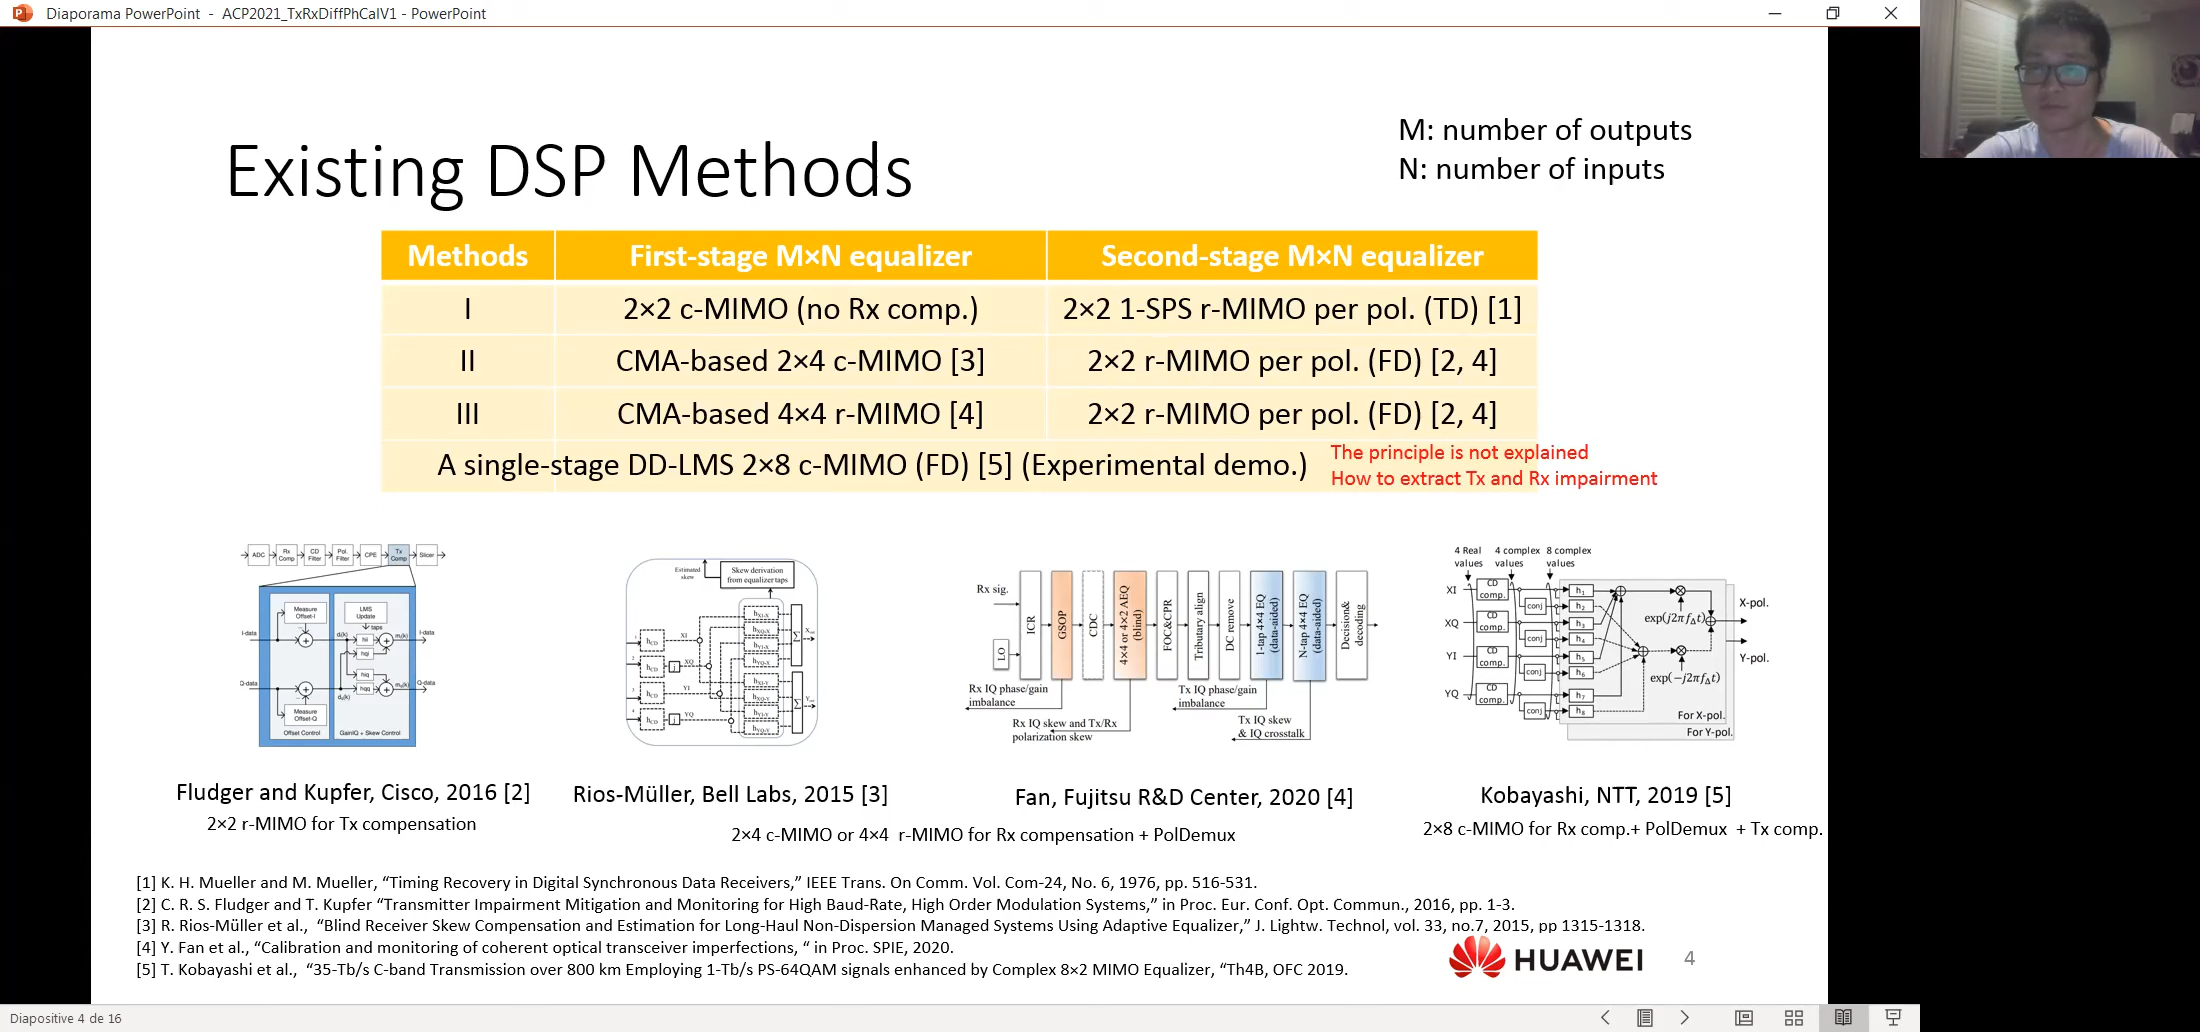 Diaporama PowerPoint - ACP2021_TxRxDiffPhCalV1 - PowerPoint
M: number of outputs
N: number of inputs
Existing DSP Methods
Methods First-stage M×N equalizer Second-stage M×N equalizer
I 2×2 c-MIMO (no Rx comp.) 2×2 1-SPS r-MIMO per pol. (TD) [1]
II CMA-based 2×4 c-MIMO [3] 2×2 r-MIMO per pol. (FD) [2, 4]
III CMA-based 4×4 r-MIMO [4] 2×2 r-MIMO per pol. (FD) [2, 4]
A single-stage DD-LMS 2×8 c-MIMO (FD) [5] (Experimental demo.)
The principle is not explained
How to extract Tx and Rx impairment
ADC Rx Comp CD Filter Pol. Filter CPE Tx Comp Slicer
Measure Offset-I
LMS Update
taps
I-data
I-data
Q-data
Q-data
Measure Offset-Q
Offset Control GainIQ + Skew Control
Estimated skew
Skew derivation from equalizer taps
XI
XQ
YI
YQ
Rx sig.
LO
ICR
GSOP
CDC
4×4 or 4×2 AEQ (blind)
FOC&CPR
Tributary align
DC remove
1-tap 4×4 EQ (data-aided)
N-tap 4×4 EQ (data-aided)
Decision& decoding
Rx IQ phase/gain imbalance
Rx IQ skew and Tx/Rx polarization skew
Tx IQ phase/gain imbalance
Tx IQ skew & IQ crosstalk
4 Real values
4 complex values
8 complex values
XI CD comp. conj h₁ h₂
XQ CD comp. conj h₃ h₄
YI CD comp. conj h₅ h₆
YQ CD comp. conj h₇ h₈
exp(j2πf_Δt)
exp(−j2πf_Δt)
X-pol.
Y-pol.
For X-pol.
For Y-pol.
Fludger and Kupfer, Cisco, 2016 [2]
2×2 r-MIMO for Tx compensation
Rios-Müller, Bell Labs, 2015 [3]
Fan, Fujitsu R&D Center, 2020 [4]
2×4 c-MIMO or 4×4 r-MIMO for Rx compensation + PolDemux
Kobayashi, NTT, 2019 [5]
2×8 c-MIMO for Rx comp.+ PolDemux + Tx comp.
[1] K. H. Mueller and M. Mueller, “Timing Recovery in Digital Synchronous Data Receivers,” IEEE Trans. On Comm. Vol. Com-24, No. 6, 1976, pp. 516-531.
[2] C. R. S. Fludger and T. Kupfer “Transmitter Impairment Mitigation and Monitoring for High Baud-Rate, High Order Modulation Systems,” in Proc. Eur. Conf. Opt. Commun., 2016, pp. 1-3.
[3] R. Rios-Müller et al., “Blind Receiver Skew Compensation and Estimation for Long-Haul Non-Dispersion Managed Systems Using Adaptive Equalizer,” J. Lightw. Technol, vol. 33, no.7, 2015, pp 1315-1318.
[4] Y. Fan et al., “Calibration and monitoring of coherent optical transceiver imperfections, “ in Proc. SPIE, 2020.
[5] T. Kobayashi et al., “35-Tb/s C-band Transmission over 800 km Employing 1-Tb/s PS-64QAM signals enhanced by Complex 8×2 MIMO Equalizer, “Th4B, OFC 2019.
HUAWEI
4
Diapositive 4 de 16